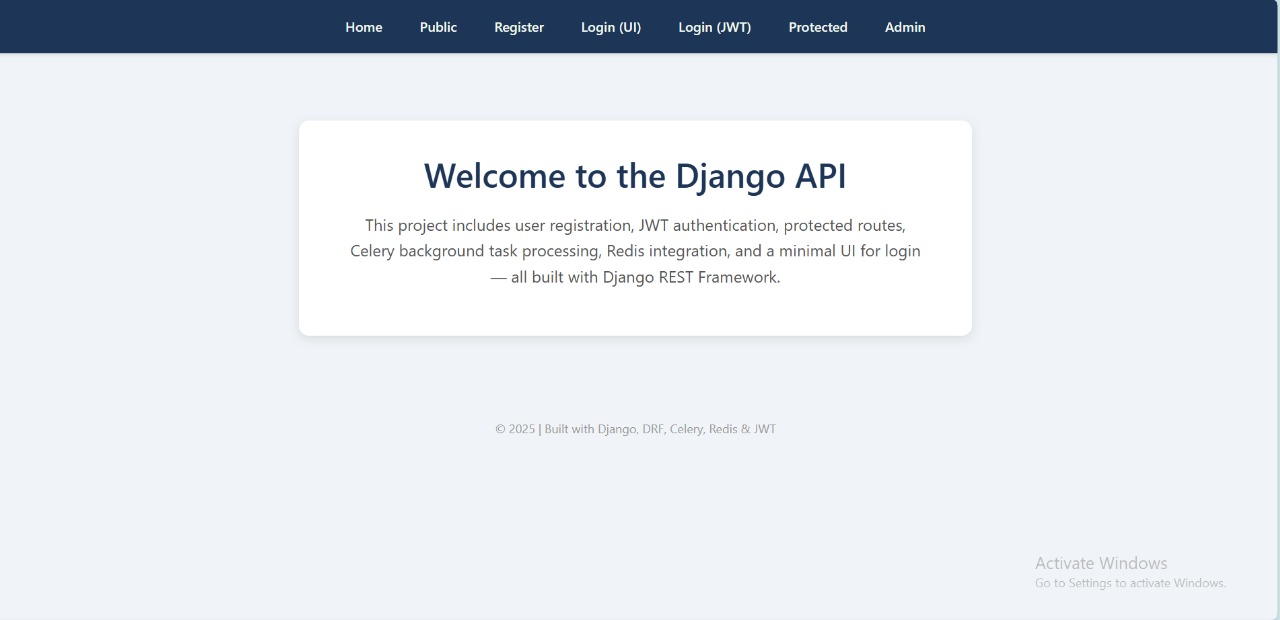 Home Public Register Login (UI) Login (JWT) Protected Admin
Welcome to the Django API
This project includes user registration, JWT authentication, protected routes,
Celery background task processing, Redis integration, and a minimal UI for login
— all built with Django REST Framework.
© 2025 | Built with Django, DRF, Celery, Redis & JWT
Activate Windows
Go to Settings to activate Windows.